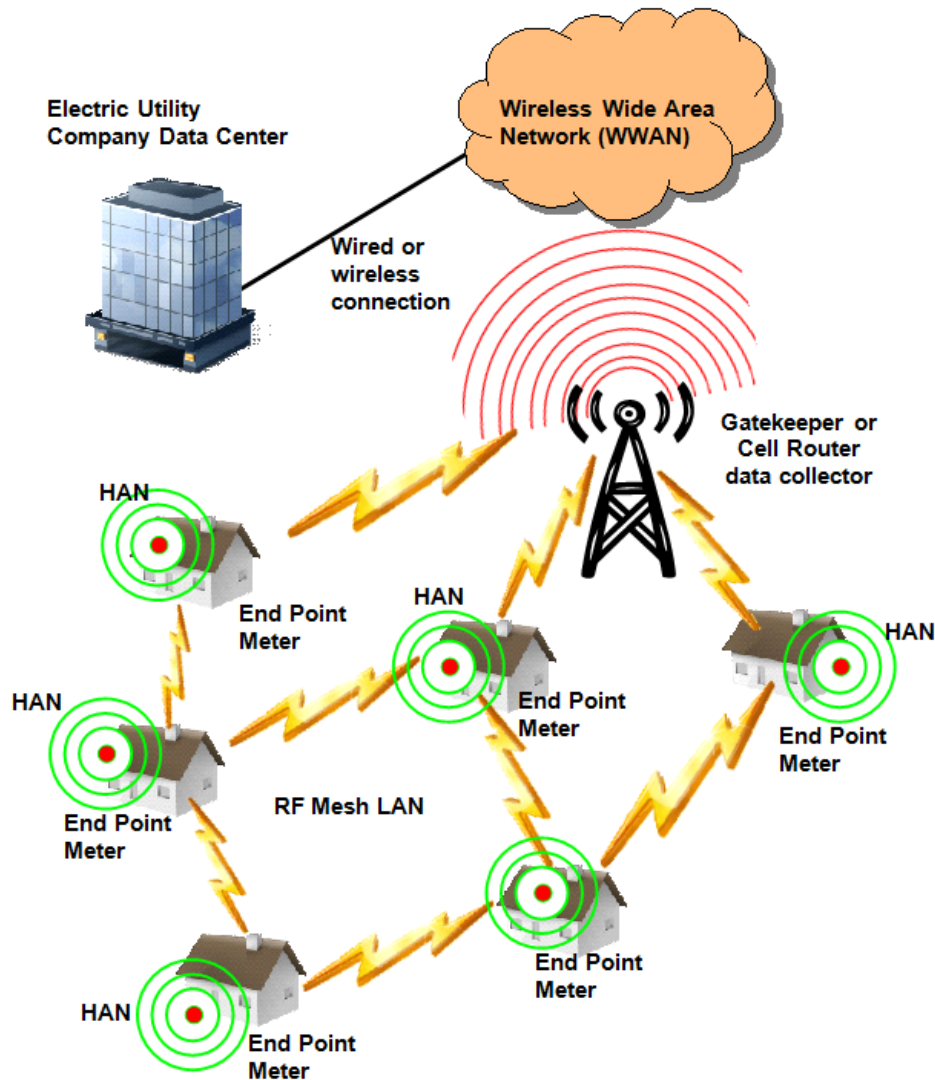 Electric Utility
Company Data Center
Wireless Wide Area
Network (WWAN)
Wired or
wireless
connection
Gatekeeper or
Cell Router
data collector
HAN
End Point
Meter
HAN
End Point
Meter
HAN
End Point
Meter
HAN
End Point
Meter
RF Mesh LAN
End Point
Meter
HAN
End Point
Meter